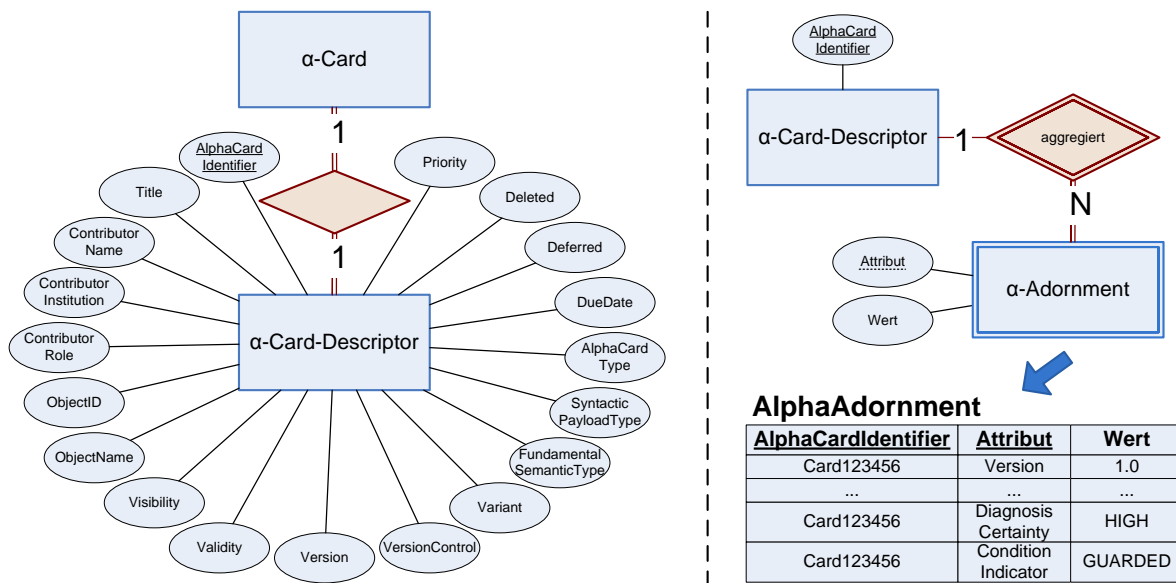 α-Card
1
AlphaCard
Identifier
Priority
Title
Deleted
Contributor
Name
Deferred
1
Contributor
Institution
DueDate
α-Card-Descriptor
Contributor
Role
AlphaCard
Type
ObjectID
Syntactic
PayloadType
ObjectName
Fundamental
SemanticType
Visibility
Variant
Validity
Version
VersionControl
AlphaCard
Identifier
α-Card-Descriptor
1
aggregiert
N
Attribut
α-Adornment
Wert
AlphaAdornment
AlphaCardIdentifier Attribut Wert
Card123456 Version 1.0
... ... ...
Card123456 Diagnosis Certainty HIGH
Card123456 Condition Indicator GUARDED